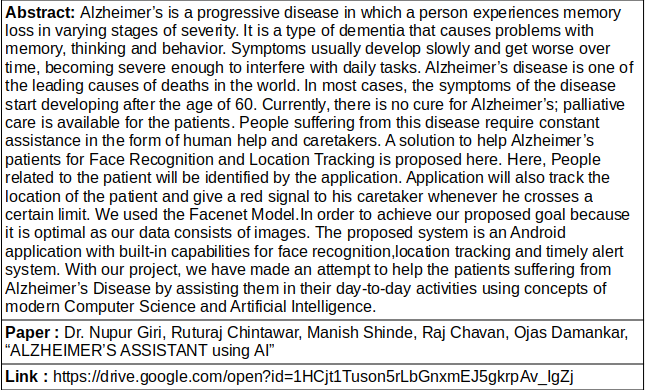 Abstract: Alzheimer's is a progressive disease in which a person experiences memory
loss in varying stages of severity. It is a type of dementia that causes problems with
memory, thinking and behavior. Symptoms usually develop slowly and get worse over
time, becoming severe enough to interfere with daily tasks. Alzheimer's disease is one of
the leading causes of deaths in the world. In most cases, the symptoms of the disease
start developing after the age of 60. Currently, there is no cure for Alzheimer's; palliative
care is available for the patients. People suffering from this disease require constant
assistance in the form of human help and caretakers. A solution to help Alzheimer's
patients for Face Recognition and Location Tracking is proposed here. Here, People
related to the patient will be identified by the application. Application will also track the
location of the patient and give a red signal to his caretaker whenever he crosses a
certain limit. We used the Facenet Model.In order to achieve our proposed goal because
it is optimal as our data consists of images. The proposed system is an Android
application with built-in capabilities for face recognition,location tracking and timely alert
system. With our project, we have made an attempt to help the patients suffering from
Alzheimer's Disease by assisting them in their day-to-day activities using concepts of
modern Computer Science and Artificial Intelligence.
Paper : Dr. Nupur Giri, Ruturaj Chintawar, Manish Shinde, Raj Chavan, Ojas Damankar,
“ALZHEIMER'S ASSISTANT using AI”
Link : https://drive.google.com/open?id=1HCjt1Tuson5rLbGnxmEJ5gkrpAv_IgZj